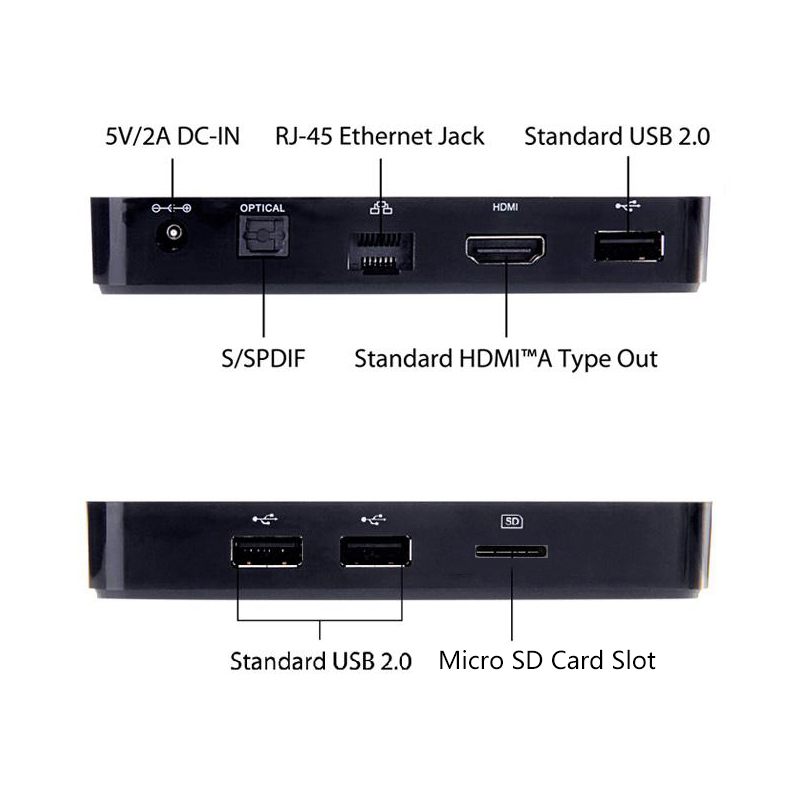 5V/2A DC-IN RJ-45 Ethernet Jack Standard USB 2.0
OPTICAL HDMI
S/SPDIF Standard HDMI™A Type Out
SD
Standard USB 2.0 Micro SD Card Slot